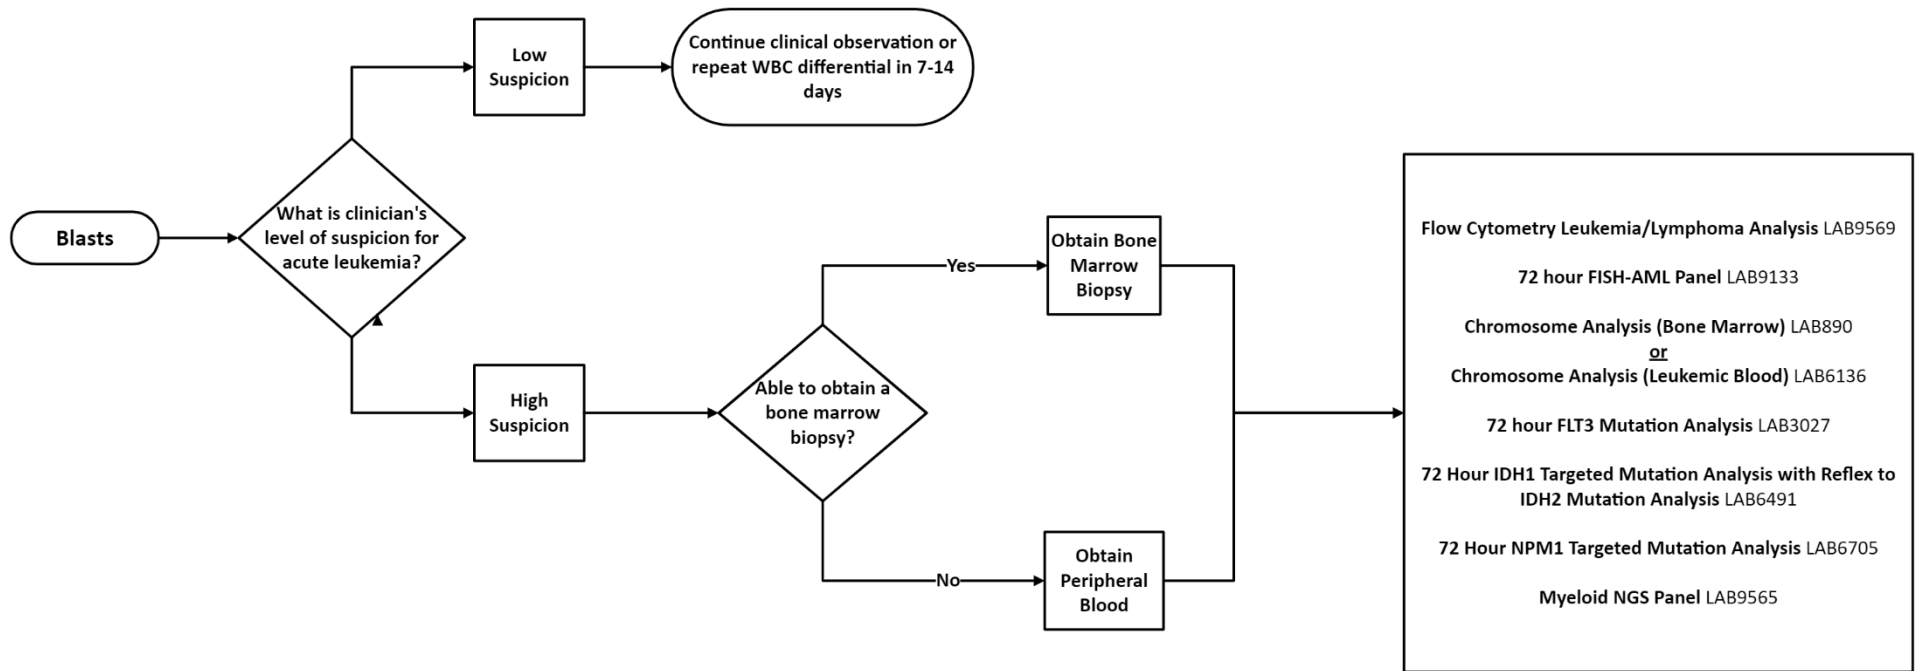 Low
Suspicion
Continue clinical observation or
repeat WBC differential in 7-14
days
Blasts
What is clinician's
level of suspicion for
acute leukemia?
High
Suspicion
Able to obtain a
bone marrow
biopsy?
Yes
Obtain Bone
Marrow
Biopsy
No
Obtain
Peripheral
Blood
Flow Cytometry Leukemia/Lymphoma Analysis LAB9569
72 hour FISH-AML Panel LAB9133
Chromosome Analysis (Bone Marrow) LAB890
or
Chromosome Analysis (Leukemic Blood) LAB6136
72 hour FLT3 Mutation Analysis LAB3027
72 Hour IDH1 Targeted Mutation Analysis with Reflex to
IDH2 Mutation Analysis LAB6491
72 Hour NPM1 Targeted Mutation Analysis LAB6705
Myeloid NGS Panel LAB9565